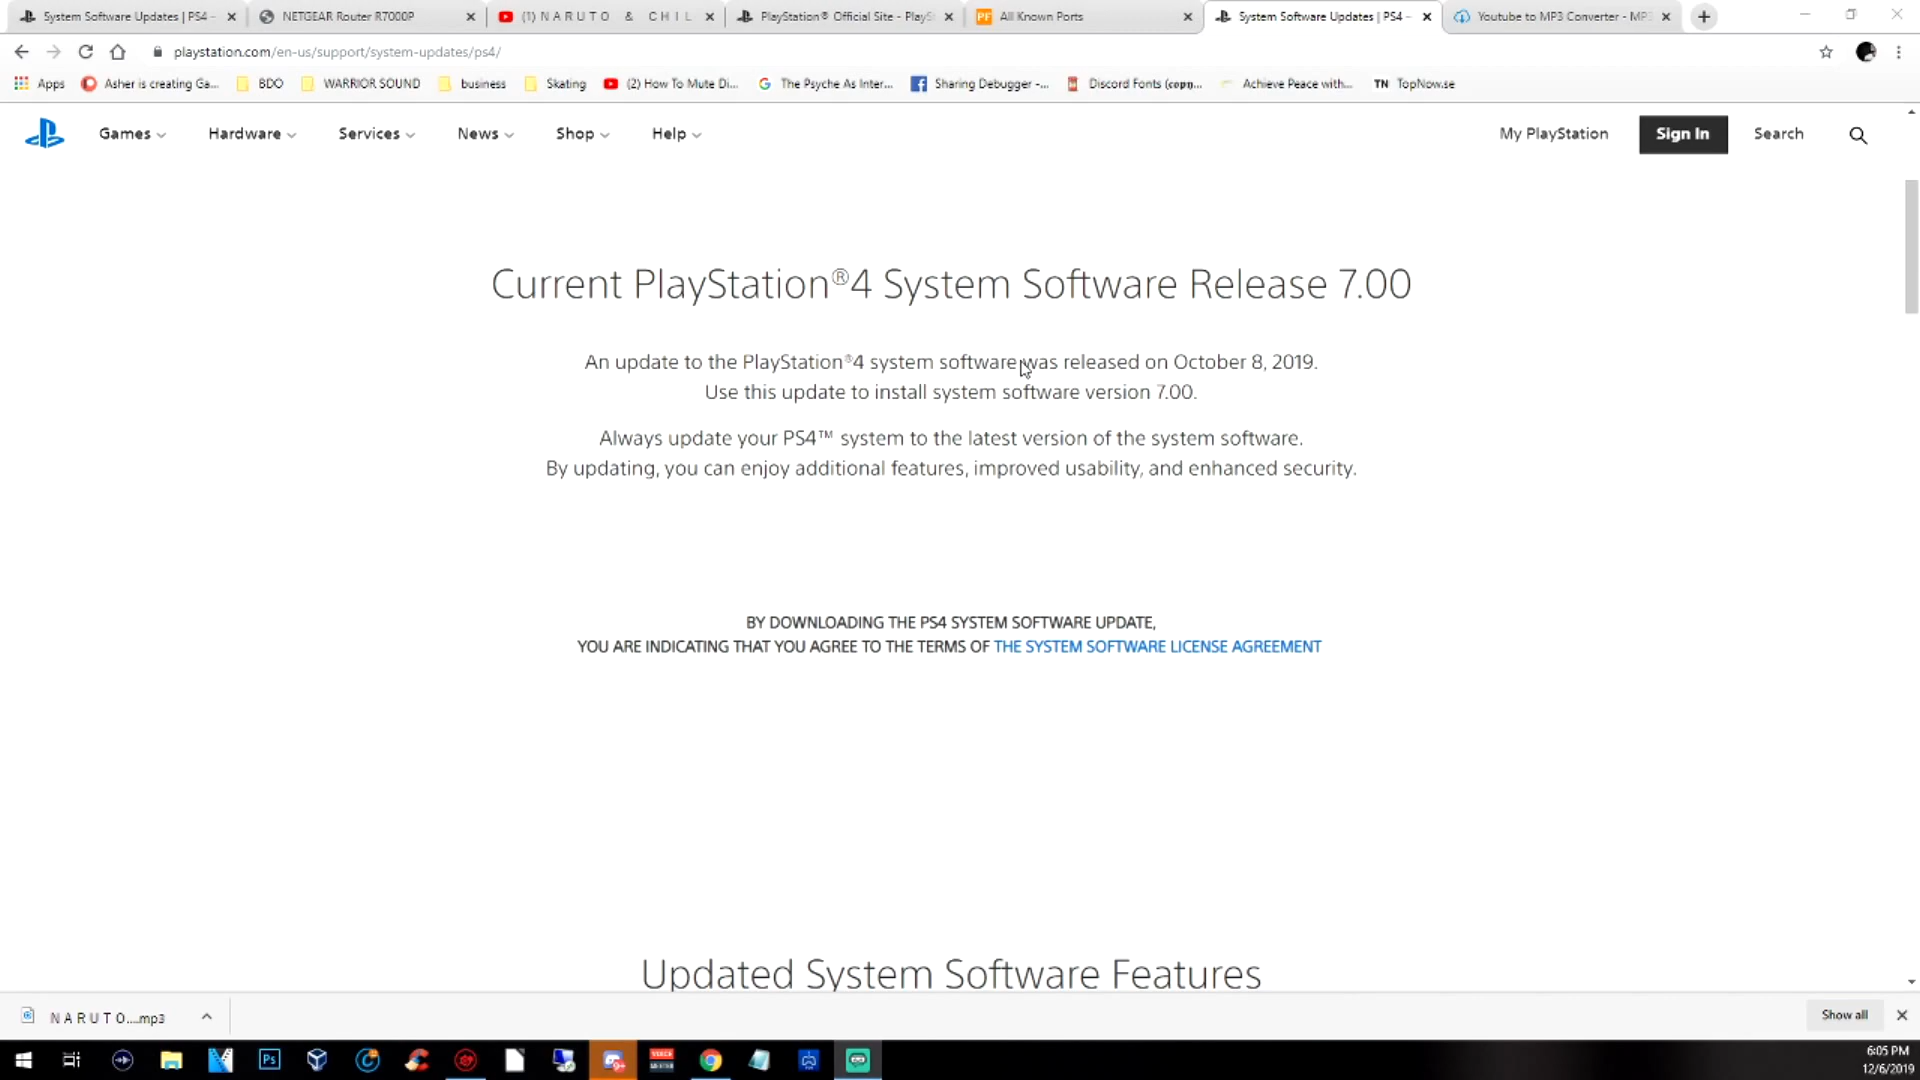 System Software Updates | PS4 -
NETGEAR Router R7000P
(1) N A R U T O & C H I L
PlayStation® Official Site - PlayS
PF All Known Ports
System Software Updates | PS4 -
Youtube to MP3 Converter - MP3
playstation.com/en-us/support/system-updates/ps4/
Apps
Asher is creating Ga...
BDO
WARRIOR SOUND
business
Skating
(2) How To Mute Di...
The Psyche As Inter...
Sharing Debugger -...
Discord Fonts (copy)...
Achieve Peace with...
TN TopNow.se
Games
Hardware
Services
News
Shop
Help
My PlayStation
Sign In
Search
Current PlayStation®4 System Software Release 7.00
An update to the PlayStation®4 system software was released on October 8, 2019.
Use this update to install system software version 7.00.
Always update your PS4™ system to the latest version of the system software.
By updating, you can enjoy additional features, improved usability, and enhanced security.
BY DOWNLOADING THE PS4 SYSTEM SOFTWARE UPDATE,
YOU ARE INDICATING THAT YOU AGREE TO THE TERMS OF THE SYSTEM SOFTWARE LICENSE AGREEMENT
Updated System Software Features
N A R U T O....mp3
Show all
Ps
6:05 PM
12/6/2019